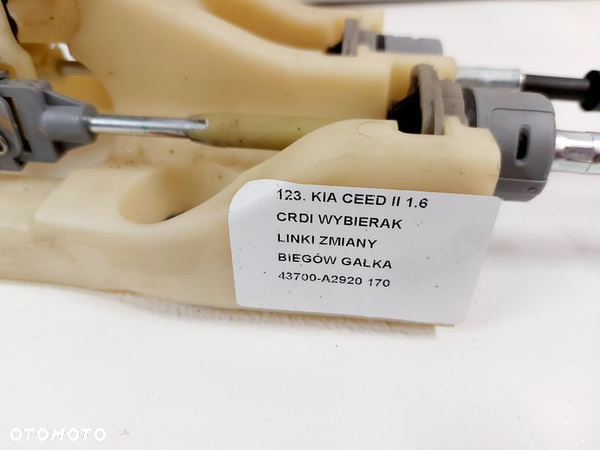 123. KIA CEED II 1.6
CRDI WYBIERAK
LINKI ZMIANY
BIEGÓW GAŁKA
43700-A2920 170
OTOMOTO